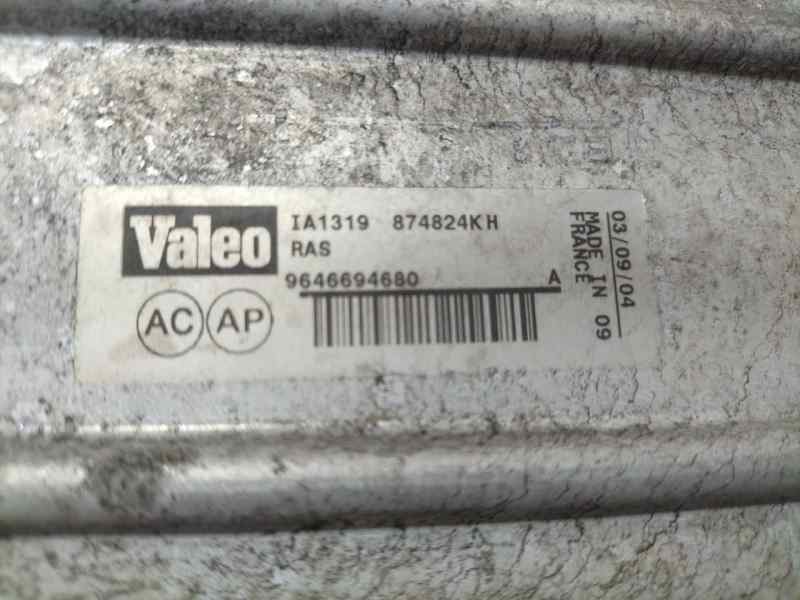 Valeo
IA1319 874824KH
RAS
9646694680 A
AC AP
03/09/04
MADE IN 09
FRANCE